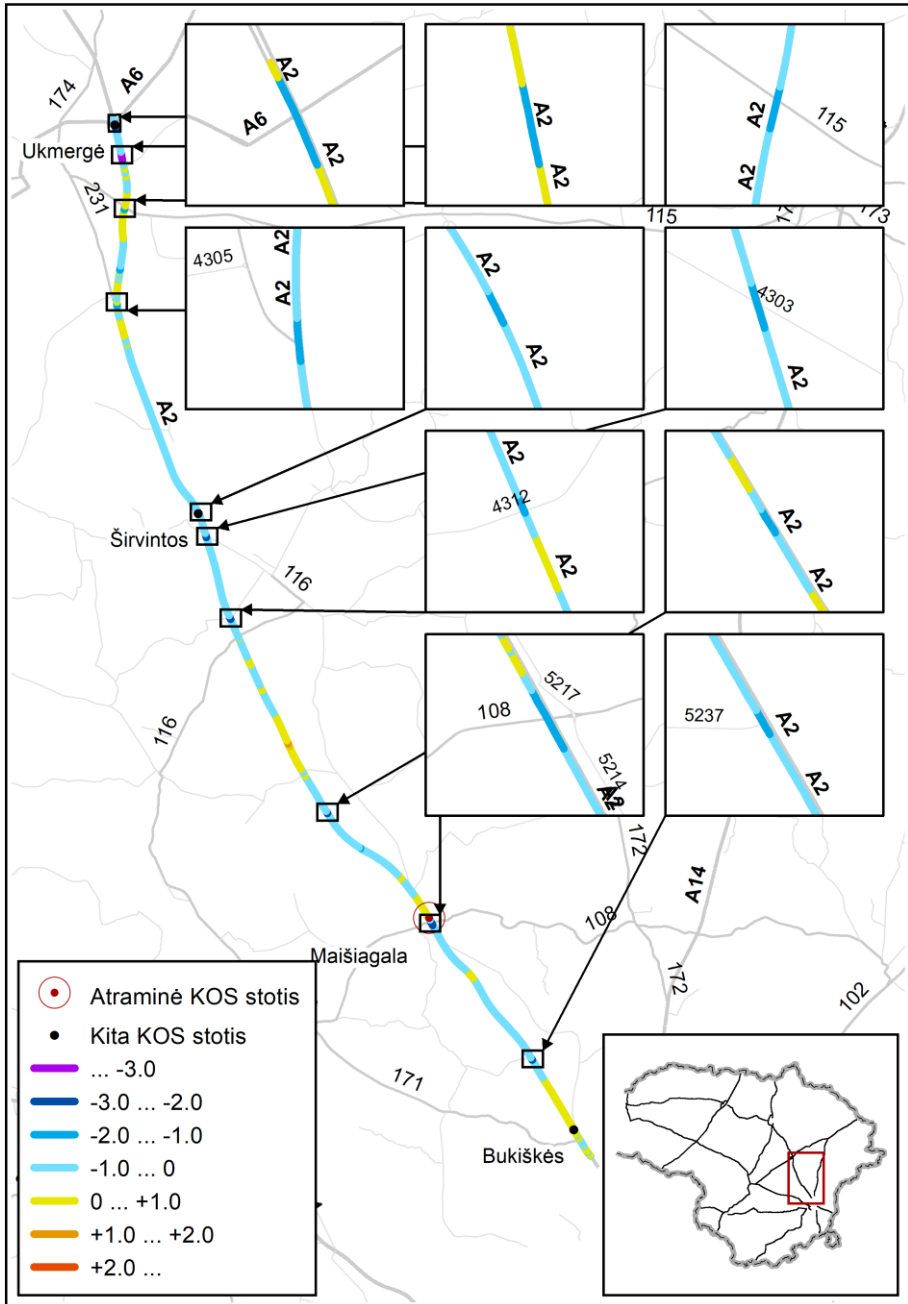 174
A6
Ukmergė
231
A2
A6
A2
A2
A2
A2
115
A2
115
17
173
4305
A2
A2
A2
A2
4303
A2
A2
Širvintos
116
116
A2
4312
A2
A2
A2
5217
108
5214
A2
5237
A2
A2
172
A14
108
172
102
Maišiagala
171
Bukiškės
Atraminė KOS stotis
Kita KOS stotis
... -3.0
-3.0 ... -2.0
-2.0 ... -1.0
-1.0 ... 0
0 ... +1.0
+1.0 ... +2.0
+2.0 ...